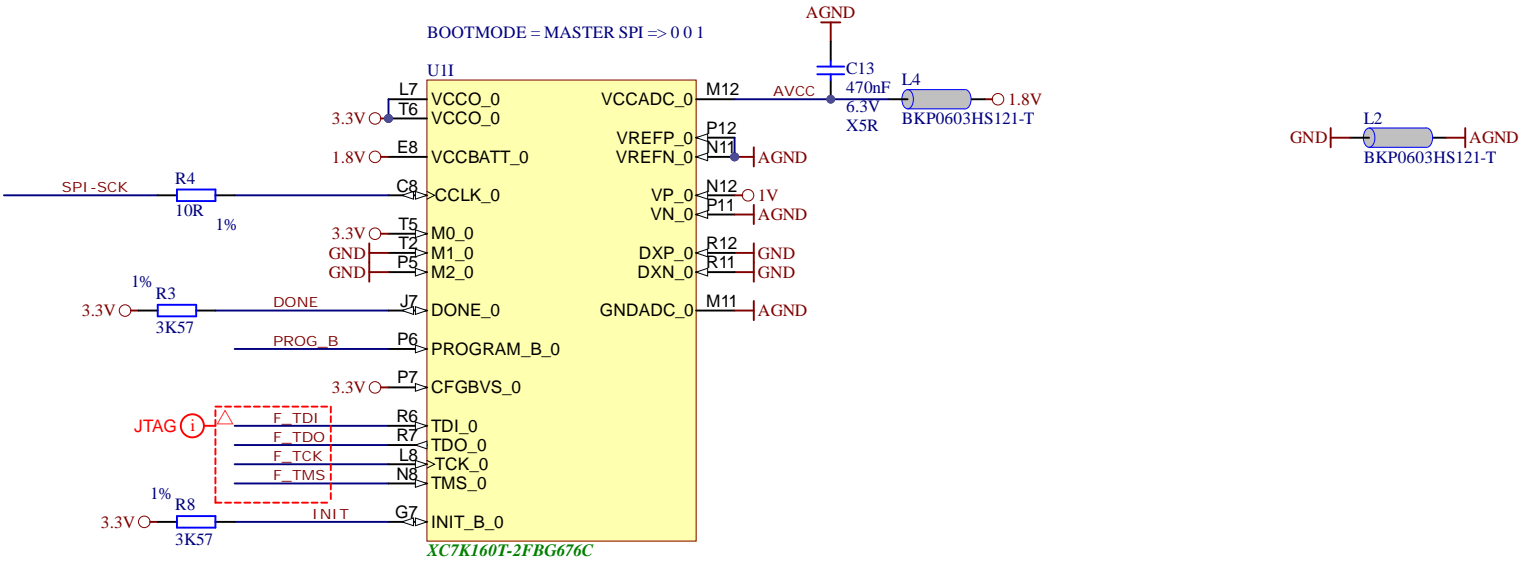 AGND
BOOTMODE = MASTER SPI => 0 0 1
U1I
C13
470nF
6.3V
X5R
L4
BKP0603HS121-T
1.8V
AVCC
M12
VCCADC_0
L7
VCCO_0
T6
VCCO_0
3.3V
P12
VREFP_0
N11
VREFN_0
AGND
GND
L2
BKP0603HS121-T
AGND
1.8V
E8
VCCBATT_0
SPI-SCK
R4
10R
1%
C8
CCLK_0
VP_0
N12
1V
VN_0
P11
AGND
3.3V
T5
M0_0
GND
T2
M1_0
GND
P5
M2_0
DXP_0
R12
GND
DXN_0
R11
GND
1%
R3
3.3V
3K57
DONE
J7
DONE_0
GNDADC_0
M11
AGND
PROG_B
P6
PROGRAM_B_0
3.3V
P7
CFGBVS_0
JTAG
i
F_TDI
R6
TDI_0
F_TDO
R7
TDO_0
F_TCK
L8
TCK_0
F_TMS
N8
TMS_0
1%
R8
3.3V
3K57
INIT
G7
INIT_B_0
XC7K160T-2FBG676C